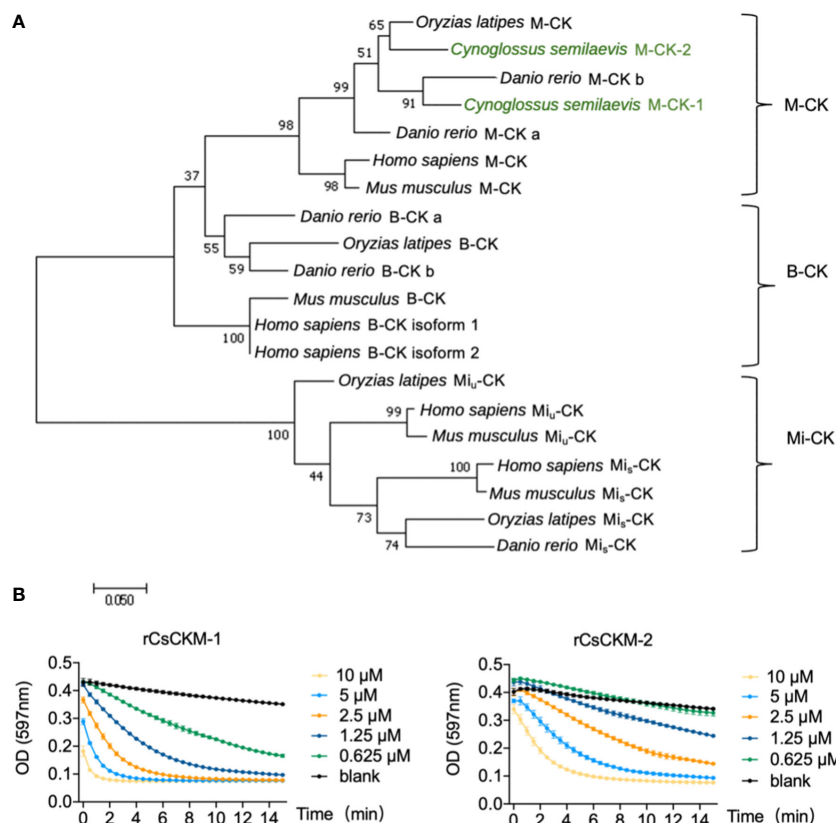 A
65
Oryzias latipes M-CK
51
Cynoglossus semilaevis M-CK-2
99
Danio rerio M-CK b
91
Cynoglossus semilaevis M-CK-1
M-CK
98
Danio rerio M-CK a
Homo sapiens M-CK
98
Mus musculus M-CK
37
Danio rerio B-CK a
55
Oryzias latipes B-CK
59
Danio rerio B-CK b
B-CK
Mus musculus B-CK
100
Homo sapiens B-CK isoform 1
Homo sapiens B-CK isoform 2
Oryzias latipes Miu-CK
100
99
Homo sapiens Miu-CK
Mus musculus Miu-CK
44
100
Homo sapiens Mis-CK
Mi-CK
Mus musculus Mis-CK
73
Oryzias latipes Mis-CK
74
Danio rerio Mis-CK
0.050
B
rCsCKM-1
OD (597nm)
0.5
0.4
0.3
0.2
0.1
0.0
0 2 4 6 8 10 12 14
Time (min)
10 μM
5 μM
2.5 μM
1.25 μM
0.625 μM
blank
rCsCKM-2
OD (597nm)
0.5
0.4
0.3
0.2
0.1
0.0
0 2 4 6 8 10 12 14
Time (min)
10 μM
5 μM
2.5 μM
1.25 μM
0.625 μM
blank